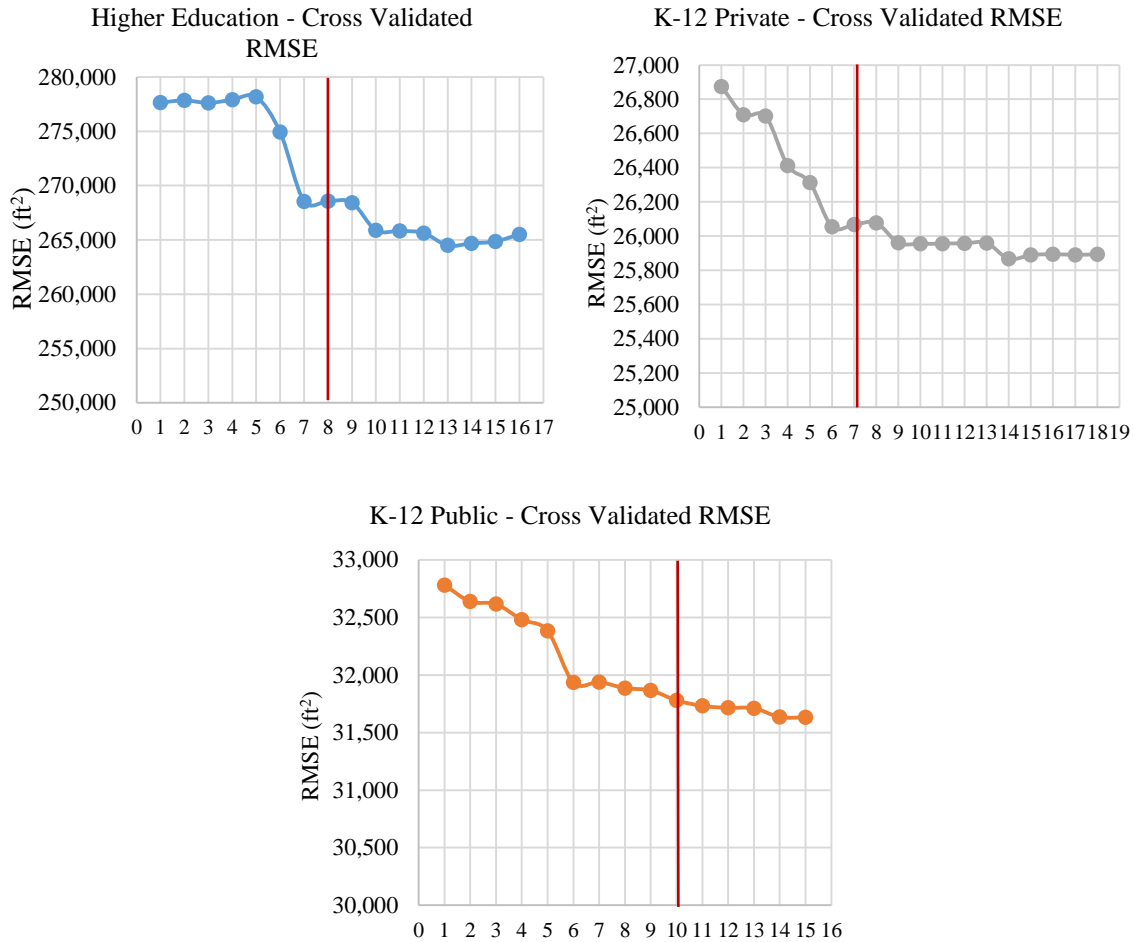 Higher Education - Cross Validated
RMSE
280,000
275,000
270,000
265,000
260,000
255,000
250,000
RMSE (ft²)
0 1 2 3 4 5 6 7 8 9 10 11 12 13 14 15 16 17
K-12 Private - Cross Validated RMSE
27,000
26,800
26,600
26,400
26,200
26,000
25,800
25,600
25,400
25,200
25,000
RMSE (ft²)
0 1 2 3 4 5 6 7 8 9 10 11 12 13 14 15 16 17 18 19
K-12 Public - Cross Validated RMSE
33,000
32,500
32,000
31,500
31,000
30,500
30,000
RMSE (ft²)
0 1 2 3 4 5 6 7 8 9 10 11 12 13 14 15 16